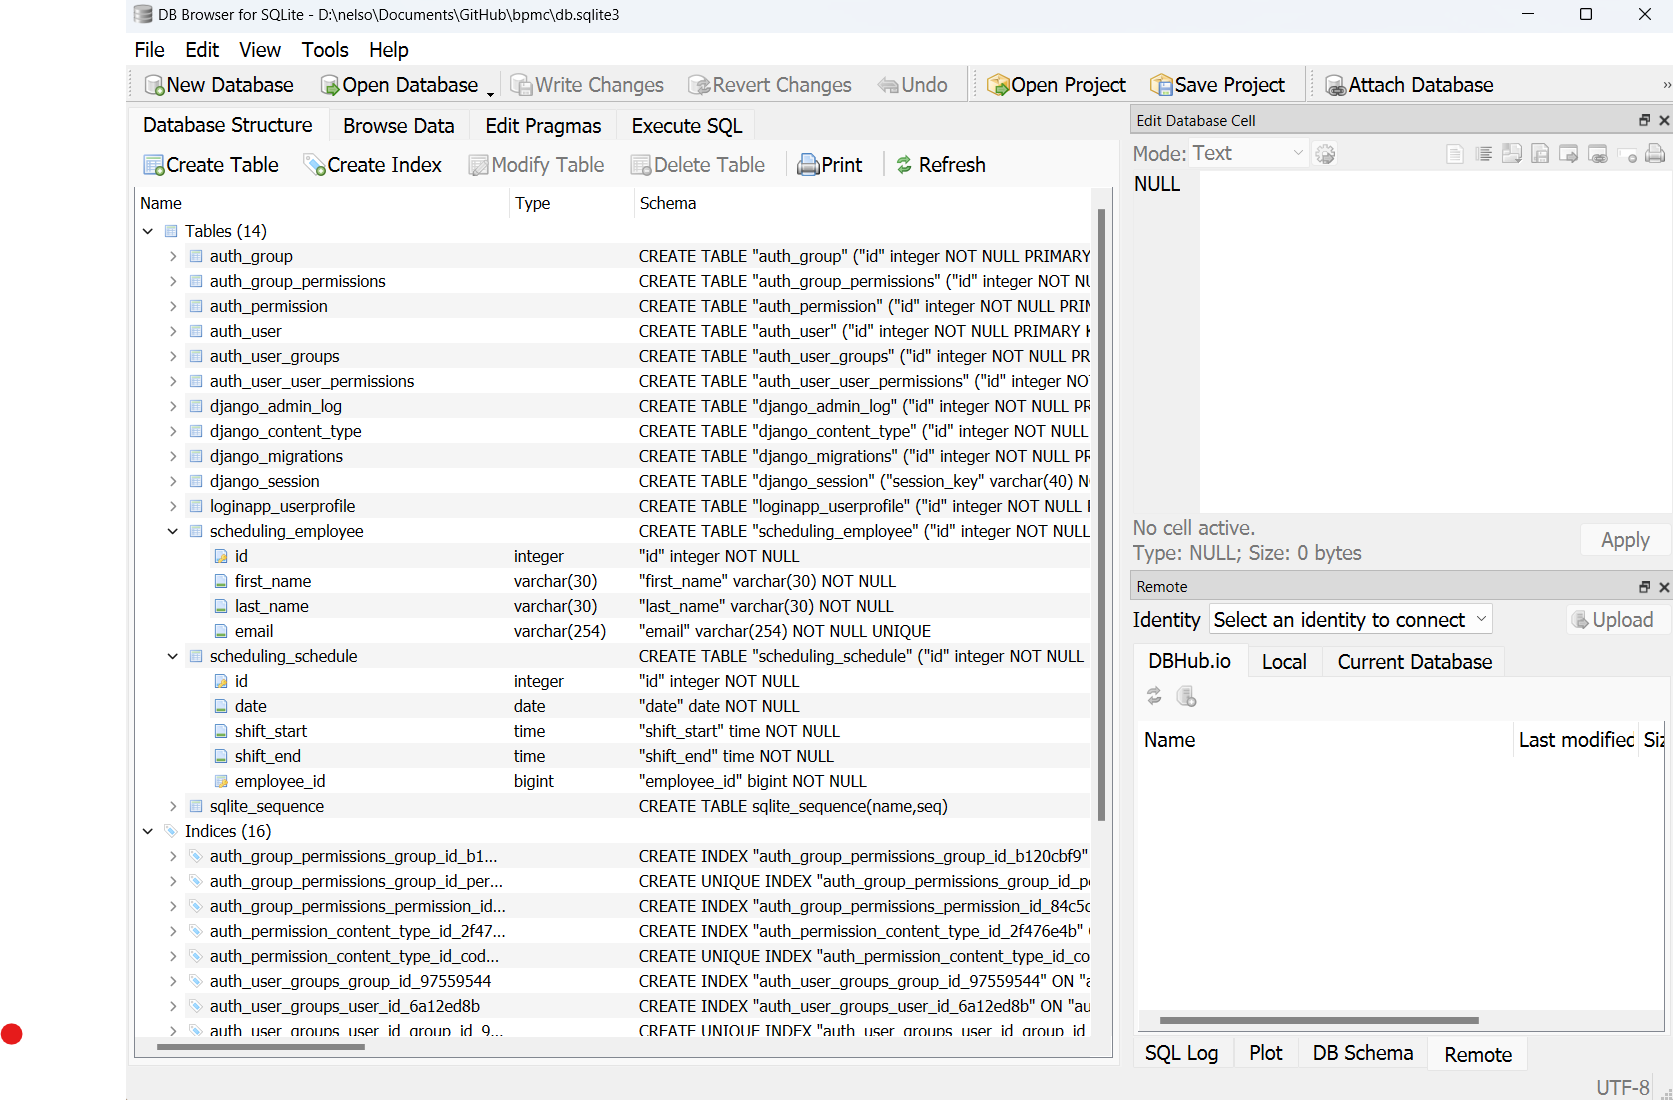 DB Browser for SQLite - D:\nelso\Documents\GitHub\bpmc\db.sqlite3
File Edit View Tools Help
New Database Open Database Write Changes Revert Changes Undo Open Project Save Project Attach Database »
Database Structure Browse Data Edit Pragmas Execute SQL
Create Table Create Index Modify Table Delete Table Print Refresh
Name Type Schema
Tables (14)
auth_group CREATE TABLE "auth_group" ("id" integer NOT NULL PRIMARY
auth_group_permissions CREATE TABLE "auth_group_permissions" ("id" integer NOT NU
auth_permission CREATE TABLE "auth_permission" ("id" integer NOT NULL PRIM
auth_user CREATE TABLE "auth_user" ("id" integer NOT NULL PRIMARY K
auth_user_groups CREATE TABLE "auth_user_groups" ("id" integer NOT NULL PR
auth_user_user_permissions CREATE TABLE "auth_user_user_permissions" ("id" integer NO
django_admin_log CREATE TABLE "django_admin_log" ("id" integer NOT NULL PR
django_content_type CREATE TABLE "django_content_type" ("id" integer NOT NULL
django_migrations CREATE TABLE "django_migrations" ("id" integer NOT NULL PR
django_session CREATE TABLE "django_session" ("session_key" varchar(40) N
loginapp_userprofile CREATE TABLE "loginapp_userprofile" ("id" integer NOT NULL
scheduling_employee CREATE TABLE "scheduling_employee" ("id" integer NOT NULL
id integer "id" integer NOT NULL
first_name varchar(30) "first_name" varchar(30) NOT NULL
last_name varchar(30) "last_name" varchar(30) NOT NULL
email varchar(254) "email" varchar(254) NOT NULL UNIQUE
scheduling_schedule CREATE TABLE "scheduling_schedule" ("id" integer NOT NULL
id integer "id" integer NOT NULL
date date "date" date NOT NULL
shift_start time "shift_start" time NOT NULL
shift_end time "shift_end" time NOT NULL
employee_id bigint "employee_id" bigint NOT NULL
sqlite_sequence CREATE TABLE sqlite_sequence(name,seq)
Indices (16)
auth_group_permissions_group_id_b1... CREATE INDEX "auth_group_permissions_group_id_b120cbf9"
auth_group_permissions_group_id_per... CREATE UNIQUE INDEX "auth_group_permissions_group_id_p
auth_group_permissions_permission_id... CREATE INDEX "auth_group_permissions_permission_id_84c5c
auth_permission_content_type_id_2f47... CREATE INDEX "auth_permission_content_type_id_2f476e4b"
auth_permission_content_type_id_cod... CREATE UNIQUE INDEX "auth_permission_content_type_id_co
auth_user_groups_group_id_97559544 CREATE INDEX "auth_user_groups_group_id_97559544" ON "a
auth_user_groups_user_id_6a12ed8b CREATE INDEX "auth_user_groups_user_id_6a12ed8b" ON "au
auth_user_groups_user_id_group_id_9... CREATE UNIQUE INDEX "auth_user_groups_user_id_group_id
Edit Database Cell
Mode: Text
NULL
No cell active.
Type: NULL; Size: 0 bytes
Apply
Remote
Identity Select an identity to connect Upload
DBHub.io Local Current Database
Name Last modified Siz
SQL Log Plot DB Schema Remote
UTF-8